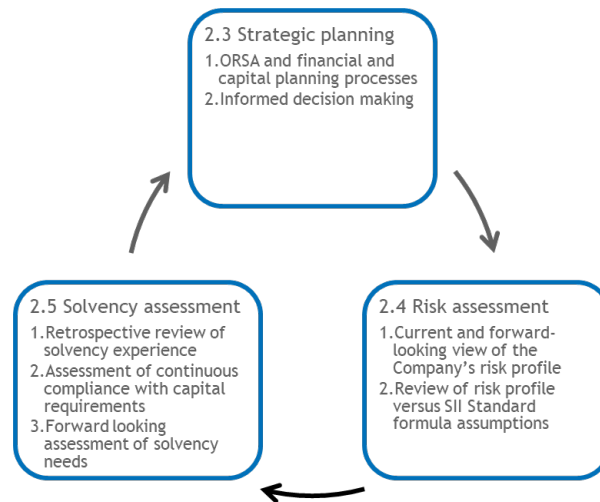 2.3 Strategic planning
1.ORSA and financial and
capital planning processes
2.Informed decision making
2.5 Solvency assessment
1.Retrospective review of
solvency experience
2.Assessment of continuous
compliance with capital
requirements
3.Forward looking
assessment of solvency
needs
2.4 Risk assessment
1.Current and forward-
looking view of the
Company's risk profile
2.Review of risk profile
versus SII Standard
formula assumptions